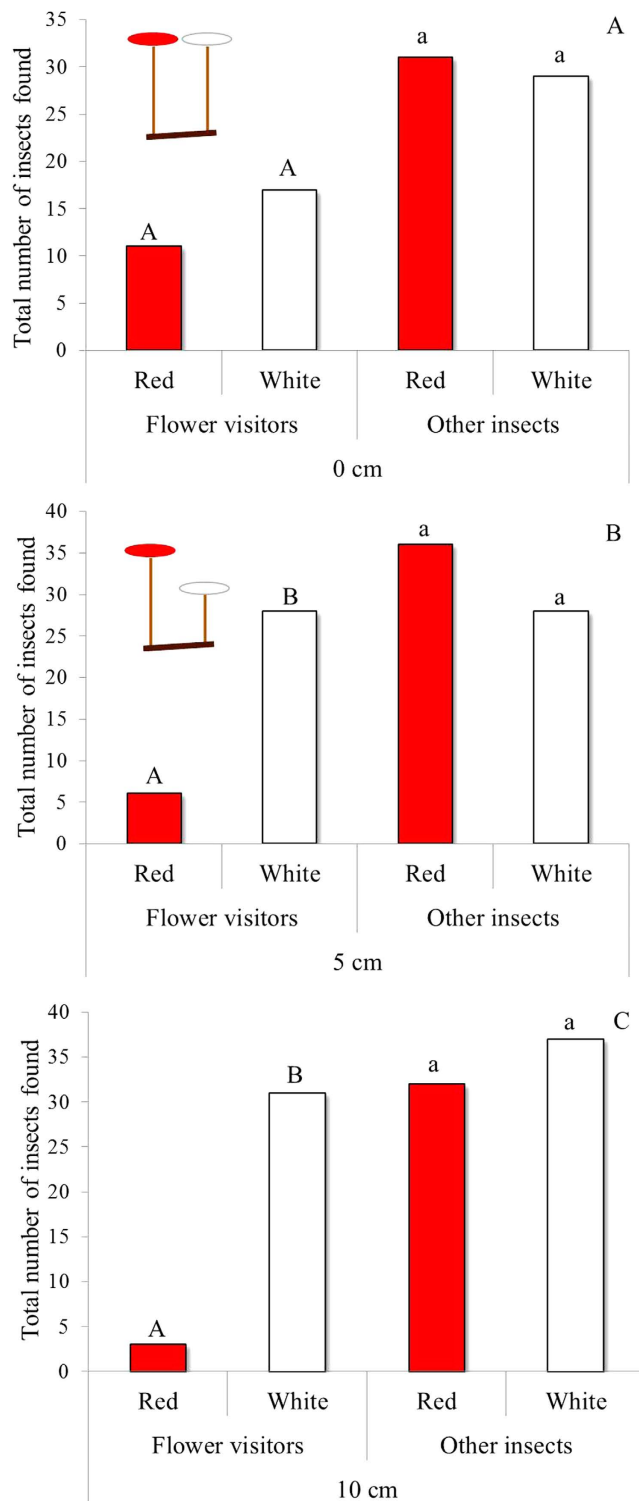 A
Total number of insects found
35
30
25
20
15
10
5
0
A
A
a
a
Red White Red White
Flower visitors Other insects
0 cm
B
Total number of insects found
40
35
30
25
20
15
10
5
0
A
B
a
a
Red White Red White
Flower visitors Other insects
5 cm
C
Total number of insects found
40
35
30
25
20
15
10
5
0
A
B
a
a
Red White Red White
Flower visitors Other insects
10 cm